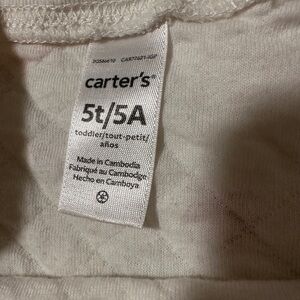 carter's®
5t/5A
toddler/tout-petit/
años
Made in Cambodia
Fabriqué au Cambodge
Hecho en Camboya